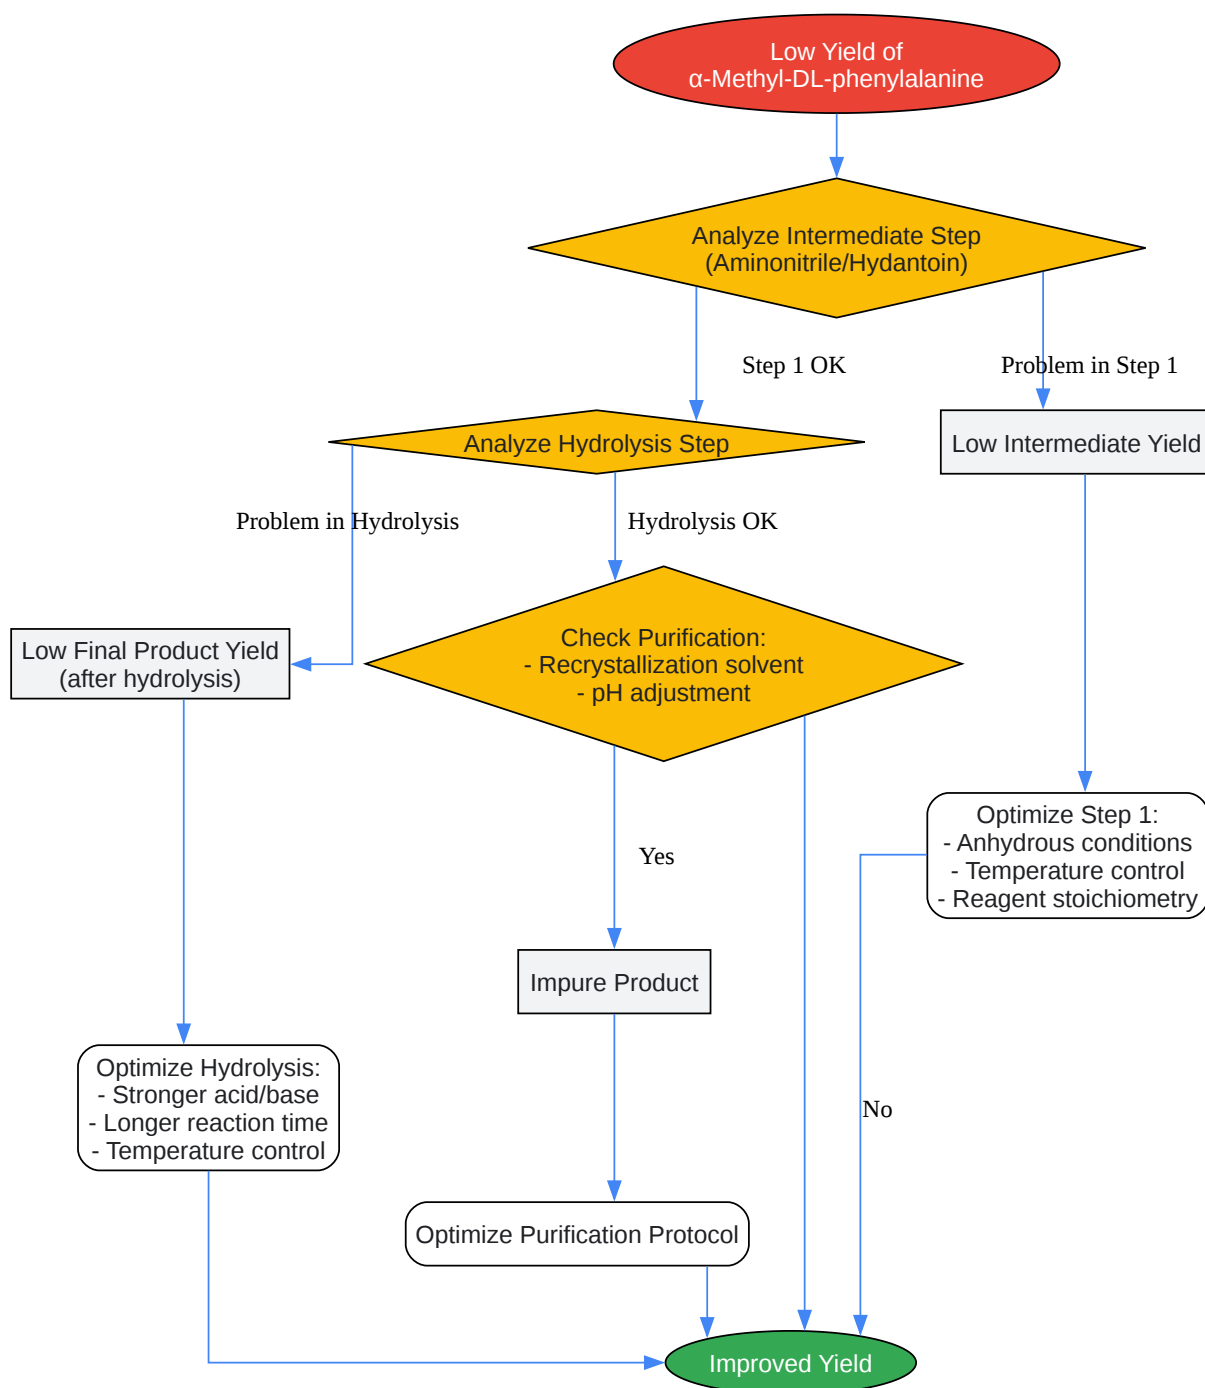 Low Yield of
α-Methyl-DL-phenylalanine
Analyze Intermediate Step
(Aminonitrile/Hydantoin)
Step 1 OK
Problem in Step 1
Analyze Hydrolysis Step
Low Intermediate Yield
Problem in Hydrolysis
Hydrolysis OK
Check Purification:
- Recrystallization solvent
- pH adjustment
Low Final Product Yield
(after hydrolysis)
Optimize Step 1:
- Anhydrous conditions
- Temperature control
- Reagent stoichiometry
Yes
Impure Product
Optimize Hydrolysis:
- Stronger acid/base
- Longer reaction time
- Temperature control
No
Optimize Purification Protocol
Improved Yield